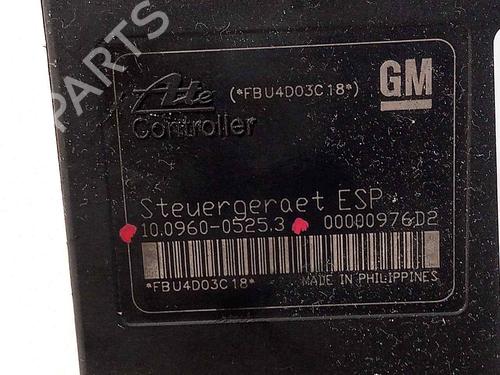 B PARTS
Ate (*FBU4D03C18*) GM
Controller
Steuergeraet ESP
10.0960-0525.3 00000976D2
*FBU4D03C18* MADE IN PHILIPPINES